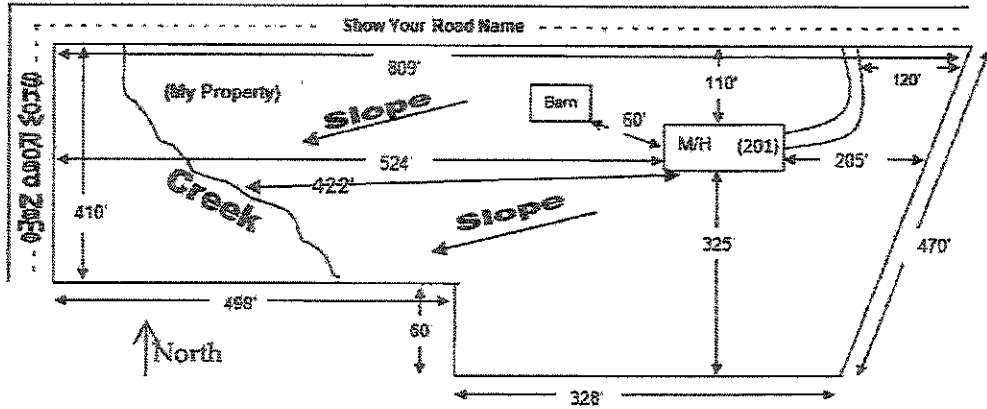 Show Your Road Name
809'
(My Property)
Slope
Barn
110'
120'
60'
M/H (201)
524'
205'
422'
Creek
410'
Slope
325
470'
498'
60'
North
328'